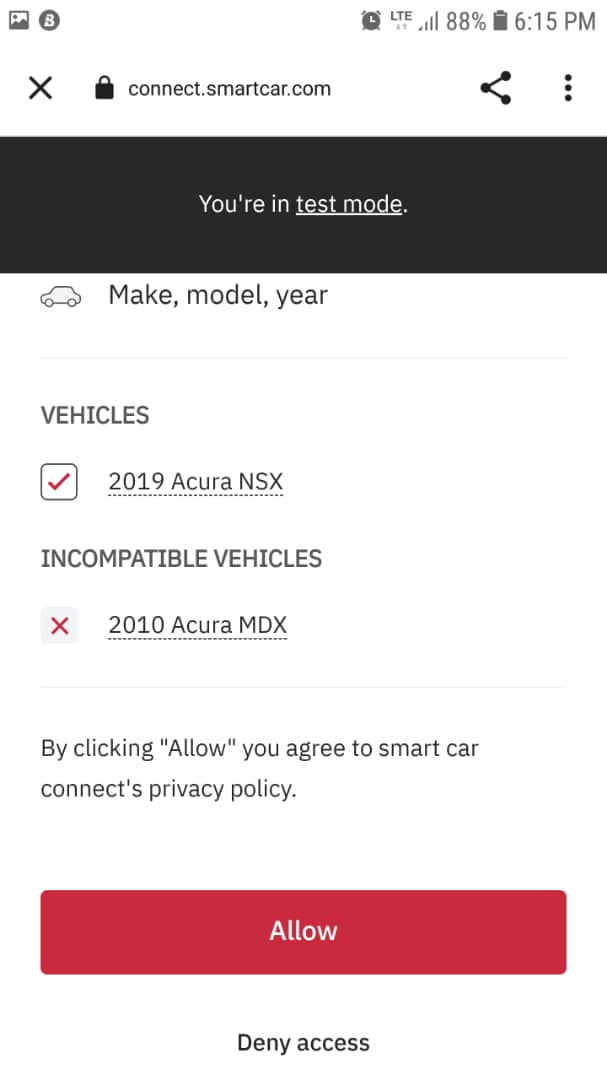 B LTE 88% 6:15 PM
connect.smartcar.com
You're in test mode.
Make, model, year
VEHICLES
2019 Acura NSX
INCOMPATIBLE VEHICLES
2010 Acura MDX
By clicking "Allow" you agree to smart car
connect's privacy policy.
Allow
Deny access